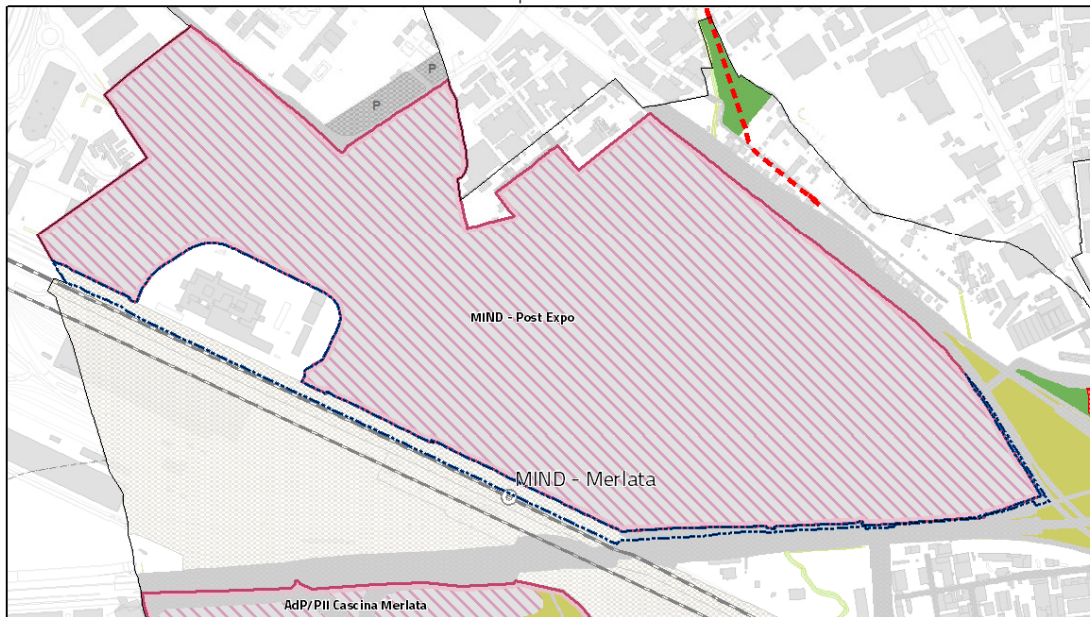 P
P
MIND - Post Expo
MIND - Merlata
AdP/PII Cascina Merlata